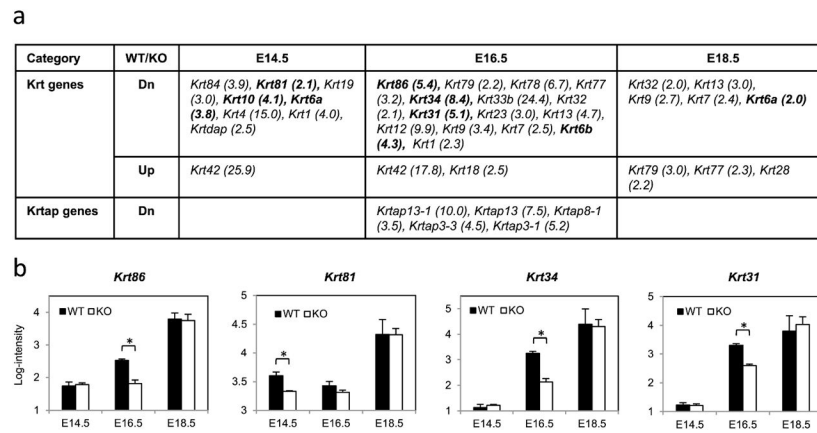 a
Category WT/KO E14.5 E16.5 E18.5
Krt genes Dn Krt84 (3.9), Krt81 (2.1), Krt19
(3.0), Krt10 (4.1), Krt6a
(3.8), Krt4 (15.0), Krt1 (4.0),
Krtdap (2.5)
Krt86 (5.4), Krt79 (2.2), Krt78 (6.7), Krt77
(3.2), Krt34 (8.4), Krt33b (24.4), Krt32
(2.1), Krt31 (5.1), Krt23 (3.0), Krt13 (4.7),
Krt12 (9.9), Krt9 (3.4), Krt7 (2.5), Krt6b
(4.3), Krt1 (2.3)
Krt32 (2.0), Krt13 (3.0),
Krt9 (2.7), Krt7 (2.4), Krt6a (2.0)
Up Krt42 (25.9) Krt42 (17.8), Krt18 (2.5) Krt79 (3.0), Krt77 (2.3), Krt28
(2.2)
Krtap genes Dn Krtap13-1 (10.0), Krtap13 (7.5), Krtap8-1
(3.5), Krtap3-3 (4.5), Krtap3-1 (5.2)
b
Krt86
Log-intensity
4
3
2
1
WT KO
*
E14.5 E16.5 E18.5
Krt81
5
4.5
4
3.5
3
WT KO
*
E14.5 E16.5 E18.5
Krt34
5
4
3
2
1
WT KO
*
E14.5 E16.5 E18.5
Krt31
5
4
3
2
1
WT KO
*
E14.5 E16.5 E18.5